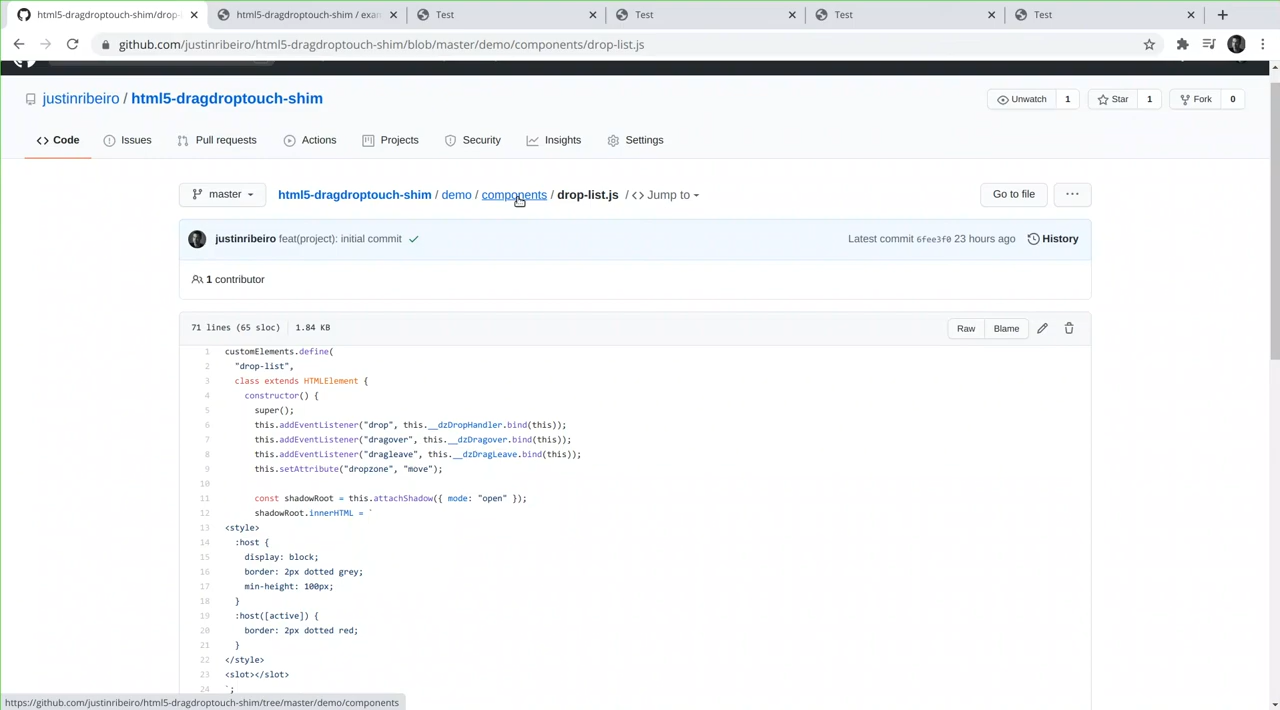 html5-dragdroptouch-shim/drop-
html5-dragdroptouch-shim / exam
Test
Test
Test
Test
github.com/justinribeiro/html5-dragdroptouch-shim/blob/master/demo/components/drop-list.js
justinribeiro / html5-dragdroptouch-shim
Unwatch 1
Star 1
Fork 0
Code
Issues
Pull requests
Actions
Projects
Security
Insights
Settings
master
html5-dragdroptouch-shim / demo / components / drop-list.js / <> Jump to
Go to file
...
justinribeiro feat(project): initial commit
Latest commit 6fee3f0 23 hours ago
History
1 contributor
71 lines (65 sloc) 1.84 KB
Raw
Blame
1 customElements.define(
2 "drop-list",
3 class extends HTMLElement {
4 constructor() {
5 super();
6 this.addEventListener("drop", this.__dzDropHandler.bind(this));
7 this.addEventListener("dragover", this.__dzDragover.bind(this));
8 this.addEventListener("dragleave", this.__dzDragLeave.bind(this));
9 this.setAttribute("dropzone", "move");
10
11 const shadowRoot = this.attachShadow({ mode: "open" });
12 shadowRoot.innerHTML = `
13 <style>
14 :host {
15 display: block;
16 border: 2px dotted grey;
17 min-height: 100px;
18 }
19 :host([active]) {
20 border: 2px dotted red;
21 }
22 </style>
23 <slot></slot>
24 `;
https://github.com/justinribeiro/html5-dragdroptouch-shim/tree/master/demo/components